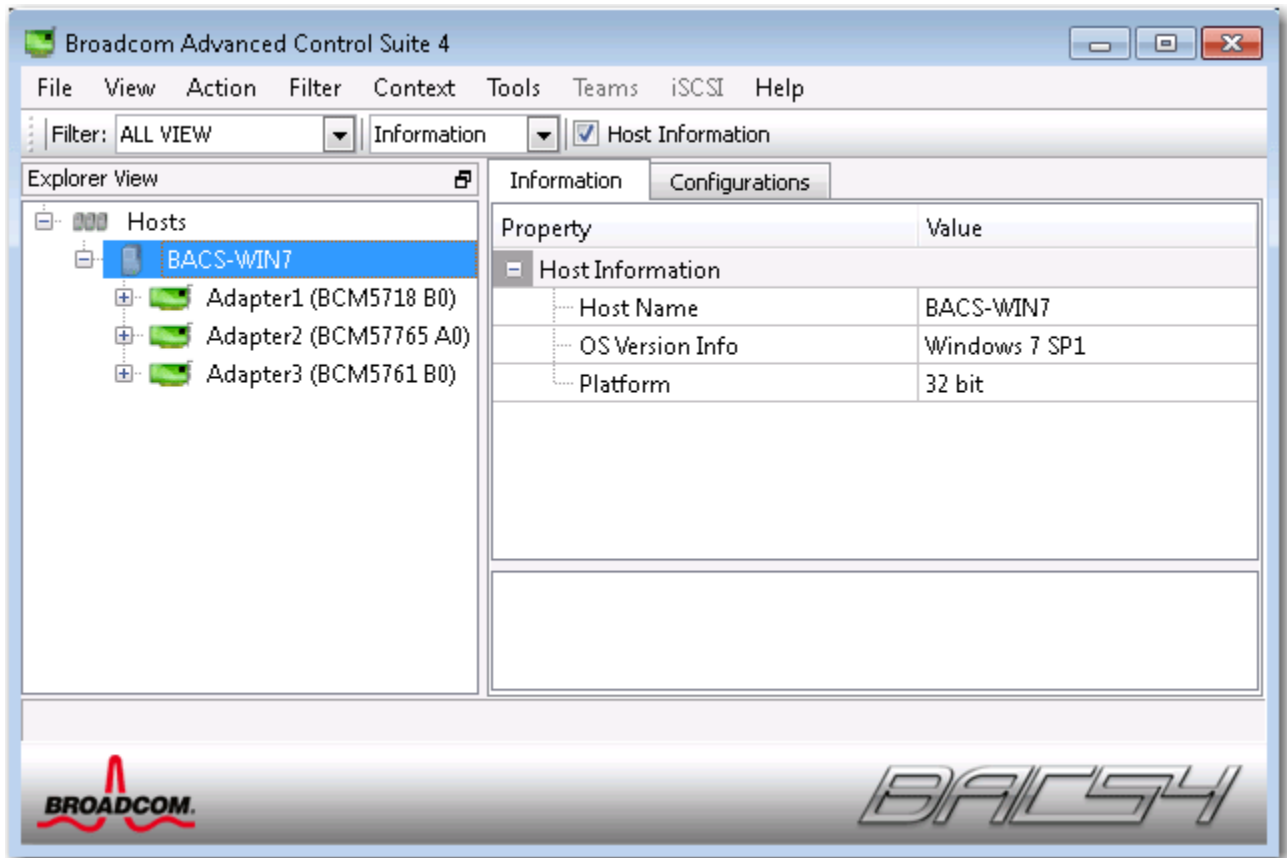 Broadcom Advanced Control Suite 4
File View Action Filter Context Tools Teams iSCSI Help
Filter: ALL VIEW Information Host Information
Explorer View
Hosts
BACS-WIN7
Adapter1 (BCM5718 B0)
Adapter2 (BCM57765 A0)
Adapter3 (BCM5761 B0)
Information Configurations
Property Value
Host Information
Host Name BACS-WIN7
OS Version Info Windows 7 SP1
Platform 32 bit
BROADCOM.
BACS4